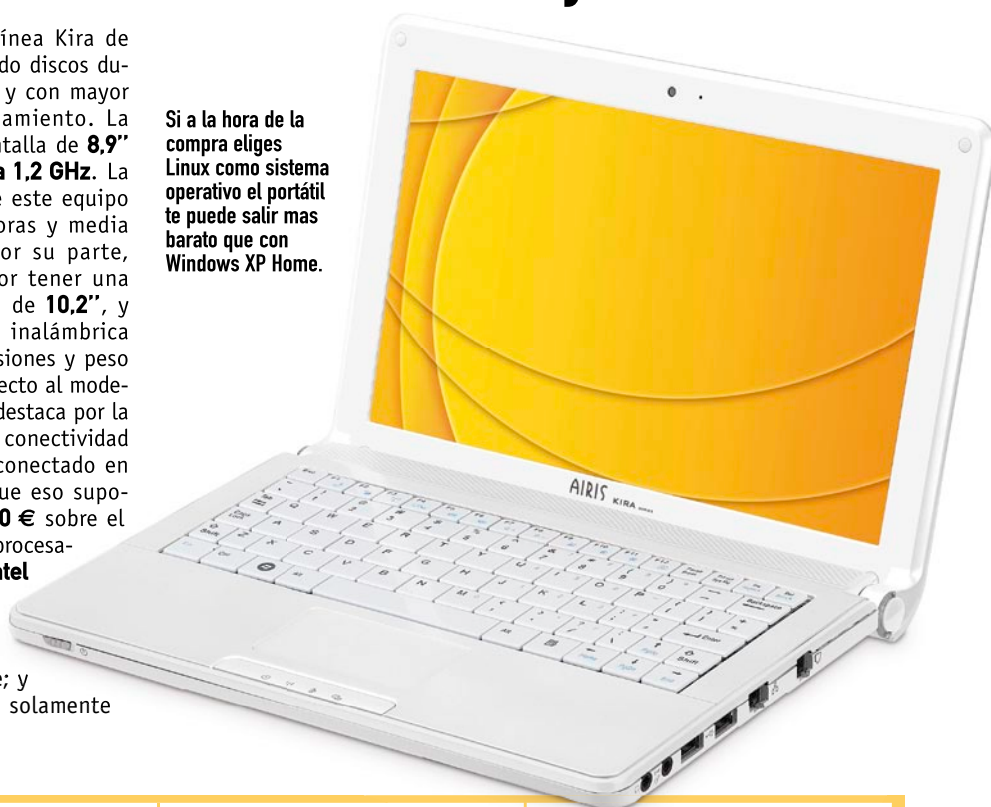 ínea Kira de
do discos du-
y con mayor
amiento. La
ntalla de 8,9’’
a 1,2 GHz. La
e este equipo
oras y media
or su parte,
or tener una
de 10,2’’, y
inalámbrica
siones y peso
ecto al mode-
destaca por la
conectividad
conectado en
ue eso supo-
0 € sobre el
procesa-
ntel
e; y
solamente
Si a la hora de la
compra eliges
Linux como sistema
operativo el portátil
te puede salir mas
barato que con
Windows XP Home.
AIRIS KIRA
Backspace
Enter
Shift
Shift